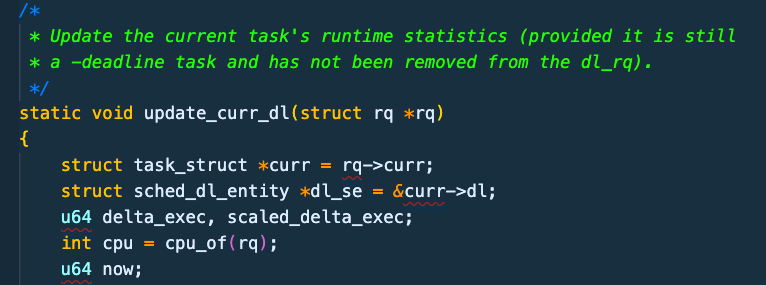 /*
* Update the current task's runtime statistics (provided it is still
* a -deadline task and has not been removed from the dl_rq).
*/
static void update_curr_dl(struct rq *rq)
{
struct task_struct *curr = rq->curr;
struct sched_dl_entity *dl_se = &curr->dl;
u64 delta_exec, scaled_delta_exec;
int cpu = cpu_of(rq);
u64 now;